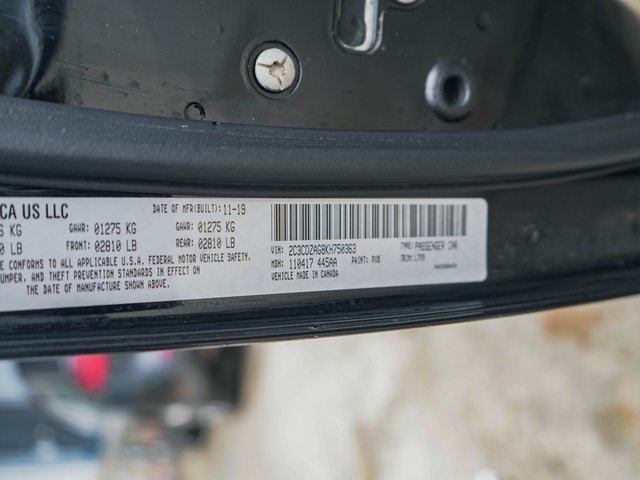 CA US LLC DATE OF MFR(BUILT): 11-19
KG GAWR: 01275 KG GAWR: 01275 KG
LB FRONT: 02810 LB REAR: 02810 LB
E CONFORMS TO ALL APPLICABLE U.S.A. FEDERAL MOTOR VEHICLE SAFETY,
UMPER, AND THEFT PREVENTION STANDARDS IN EFFECT ON
THE DATE OF MANUFACTURE SHOWN ABOVE.
VIN: 2C3CDZAG8KH750363 TYPE: PASSENGER CAR
MDH: 110417 445AA PAINT: PX8 TRIM:
VEHICLE MADE IN CANADA